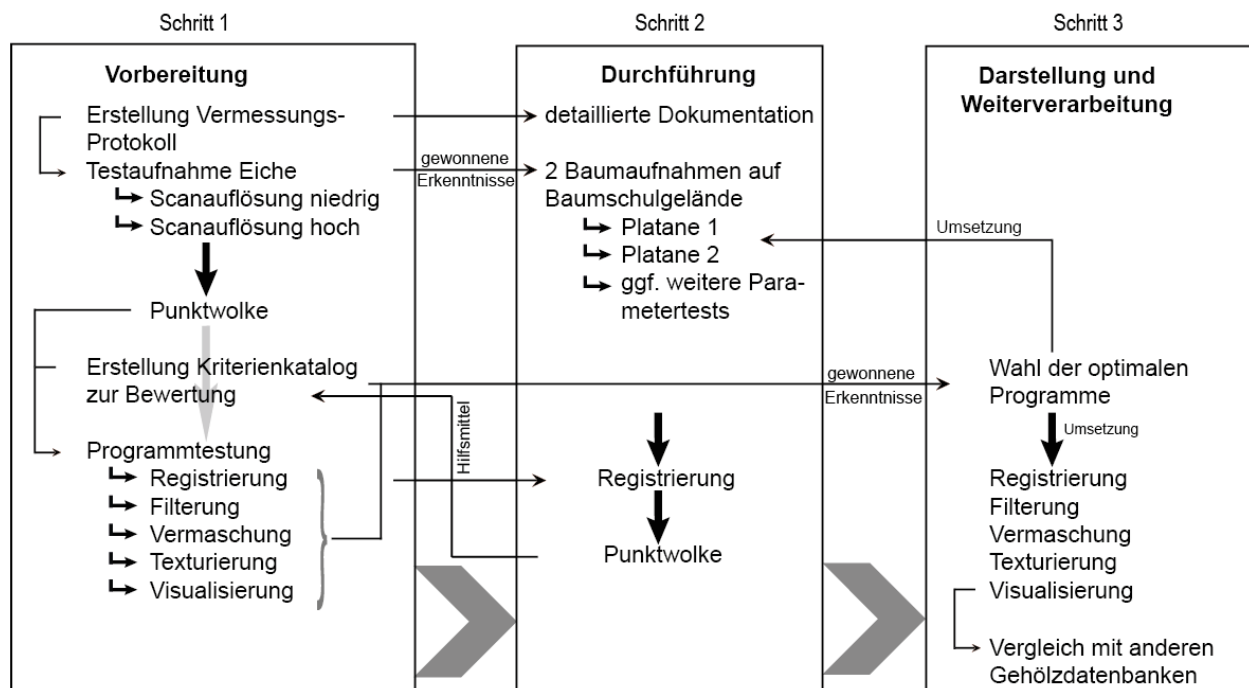 Schritt 1
Vorbereitung
Erstellung Vermessungs-
Protokoll
Testaufnahme Eiche
Scanauflösung niedrig
Scanauflösung hoch
Punktwolke
Erstellung Kriterienkatalog
zur Bewertung
Programmtestung
Registrierung
Filterung
Vermaschung
Texturierung
Visualisierung
gewonnene
Erkenntnisse
Hilfsmittel
Schritt 2
Durchführung
detaillierte Dokumentation
2 Baumaufnahmen auf
Baumschulgelände
Platane 1
Platane 2
ggf. weitere Para-
metertests
Registrierung
Punktwolke
Umsetzung
gewonnene
Erkenntnisse
Schritt 3
Darstellung und
Weiterverarbeitung
Wahl der optimalen
Programme
Umsetzung
Registrierung
Filterung
Vermaschung
Texturierung
Visualisierung
Vergleich mit anderen
Gehölzdatenbanken